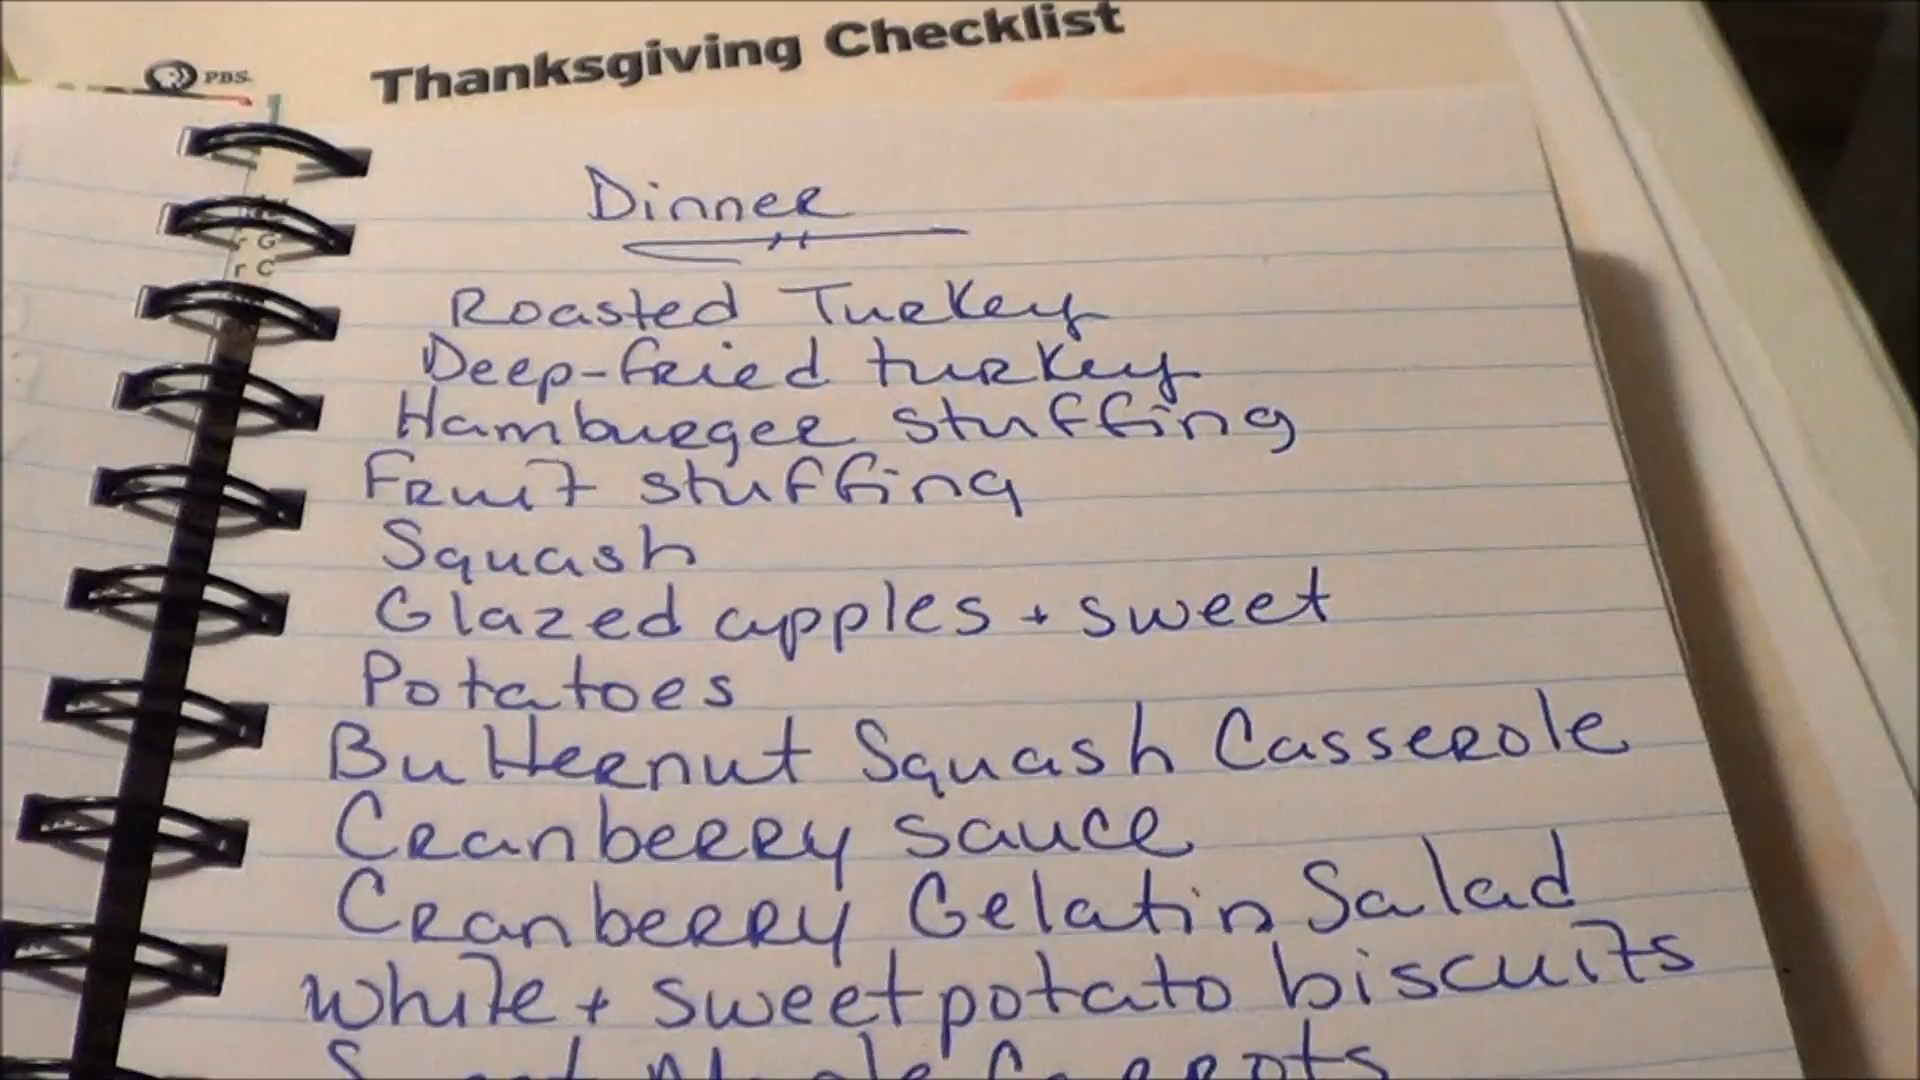 PBS. Thanksgiving Checklist
Dinner
r G
r C
Roasted Turkey
Deep-fried turkey
Hamburger stuffing
Fruit stuffing
Squash
Glazed apples + sweet
Potatoes
Butternut Squash Casserole
Cranberry sauce
Cranberry Gelatin Salad
White + sweet potato biscuits
Carrots